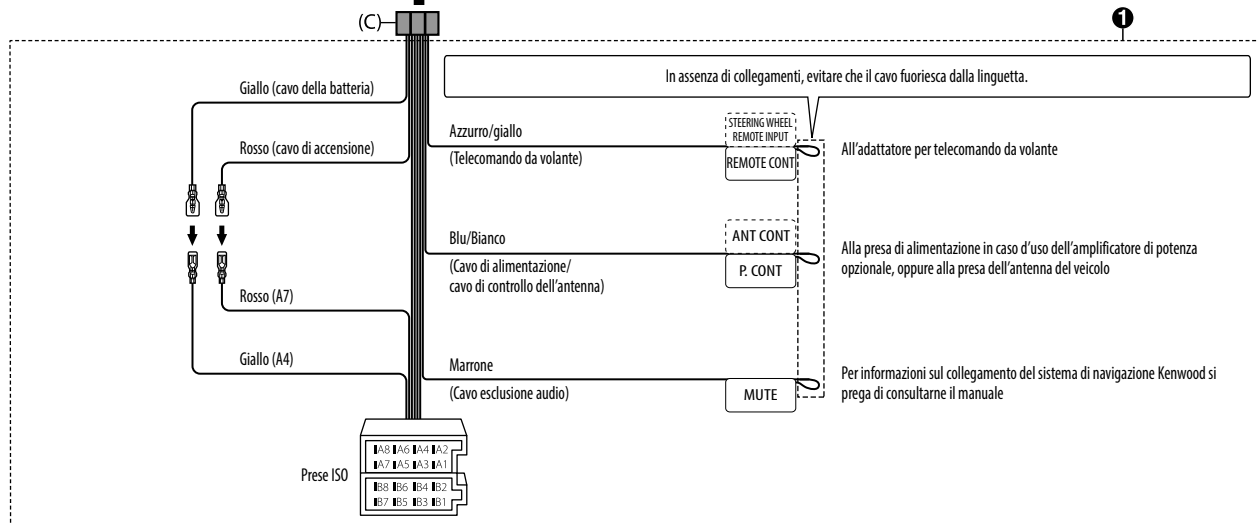 (C)
1
In assenza di collegamenti, evitare che il cavo fuoriesca dalla linguetta.
Giallo (cavo della batteria)
Rosso (cavo di accensione)
Azzurro/giallo
(Telecomando da volante)
STEERING WHEEL
REMOTE INPUT
REMOTE CONT
All'adattatore per telecomando da volante
Blu/Bianco
(Cavo di alimentazione/
cavo di controllo dell'antenna)
ANT CONT
P. CONT
Alla presa di alimentazione in caso d'uso dell'amplificatore di potenza
opzionale, oppure alla presa dell'antenna del veicolo
Rosso (A7)
Giallo (A4)
Marrone
(Cavo esclusione audio)
MUTE
Per informazioni sul collegamento del sistema di navigazione Kenwood si
prega di consultarne il manuale
Prese ISO
A8 A6 A4 A2
A7 A5 A3 A1
B8 B6 B4 B2
B7 B5 B3 B1